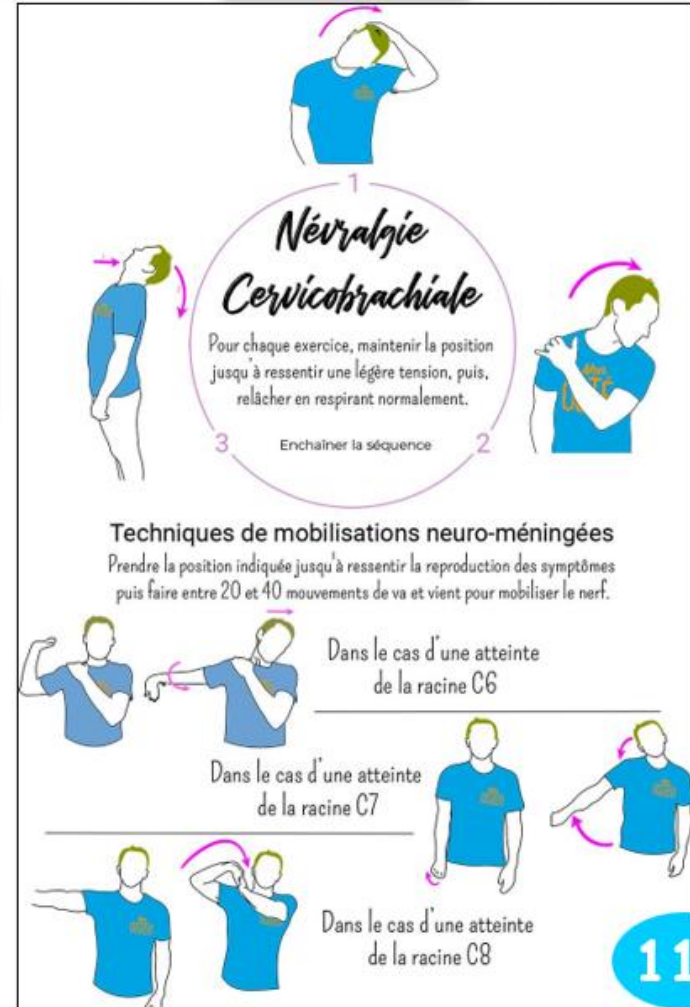 1
Névralgie
Cervicobrachiale
Pour chaque exercice, maintenir la position
jusqu'à ressentir une légère tension, puis,
relâcher en respirant normalement.
3
Enchaîner la séquence
2
Techniques de mobilisations neuro-méningées
Prendre la position indiquée jusqu'à ressentir la reproduction des symptômes
puis faire entre 20 et 40 mouvements de va et vient pour mobiliser le nerf.
Dans le cas d'une atteinte
de la racine C6
Dans le cas d'une atteinte
de la racine C7
Dans le cas d'une atteinte
de la racine C8
11